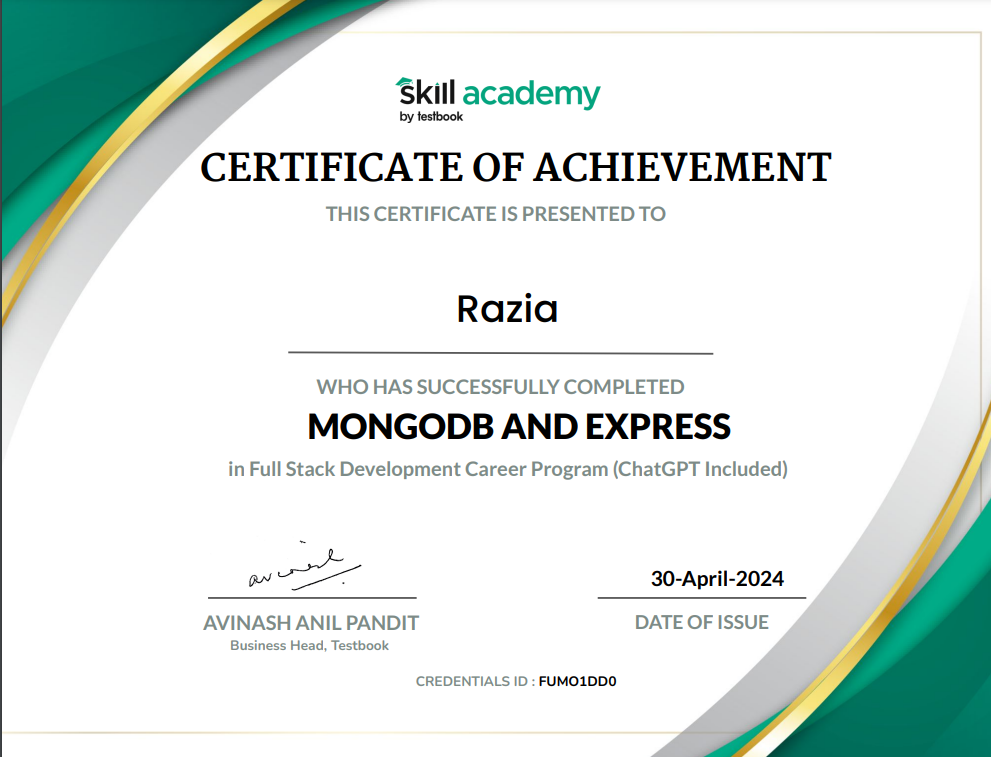 skill academy
by testbook
CERTIFICATE OF ACHIEVEMENT
THIS CERTIFICATE IS PRESENTED TO
Razia
WHO HAS SUCCESSFULLY COMPLETED
MONGODB AND EXPRESS
in Full Stack Development Career Program (ChatGPT Included)
avinash
30-April-2024
AVINASH ANIL PANDIT
DATE OF ISSUE
Business Head, Testbook
CREDENTIALS ID : FUMO1DD0